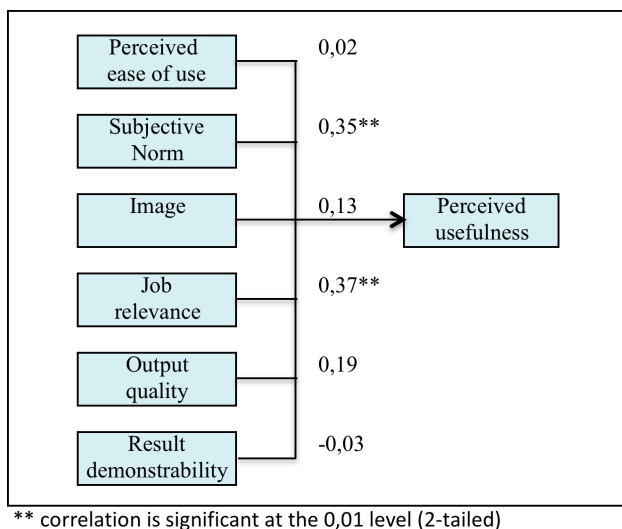 Perceived
ease of use
0,02
Subjective
Norm
0,35**
Image
0,13
Perceived
usefulness
Job
relevance
0,37**
Output
quality
0,19
Result
demonstrability
-0,03
** correlation is significant at the 0,01 level (2-tailed)